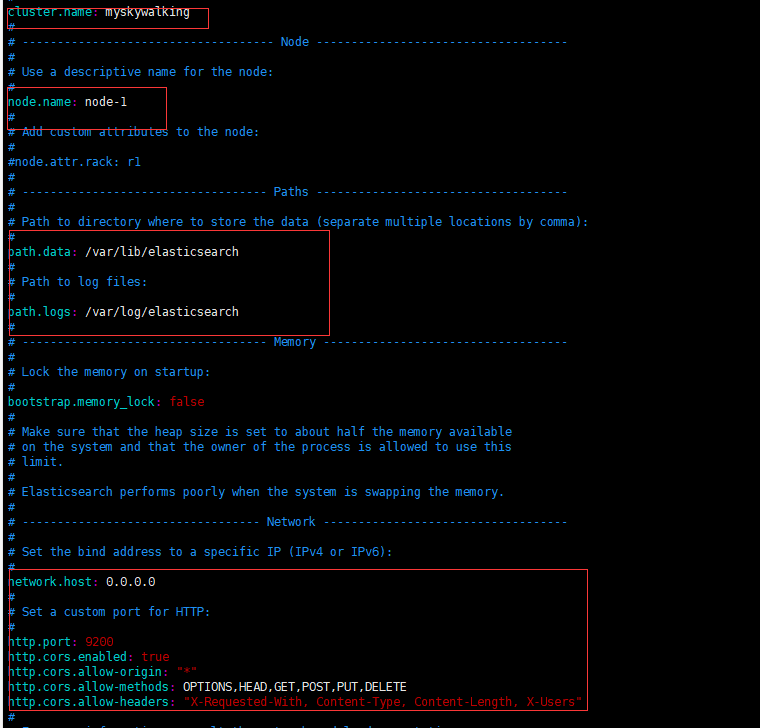 cluster.name: myskywalking
#
# ------------------------------------ Node ------------------------------------
#
# Use a descriptive name for the node:
#
node.name: node-1
#
# Add custom attributes to the node:
#
#node.attr.rack: r1
#
# ----------------------------------- Paths ------------------------------------
#
# Path to directory where to store the data (separate multiple locations by comma):
#
path.data: /var/lib/elasticsearch
#
# Path to log files:
#
path.logs: /var/log/elasticsearch
#
# ----------------------------------- Memory -----------------------------------
#
# Lock the memory on startup:
#
bootstrap.memory_lock: false
#
# Make sure that the heap size is set to about half the memory available
# on the system and that the owner of the process is allowed to use this
# limit.
#
# Elasticsearch performs poorly when the system is swapping the memory.
#
# ---------------------------------- Network -----------------------------------
#
# Set the bind address to a specific IP (IPv4 or IPv6):
#
network.host: 0.0.0.0
#
# Set a custom port for HTTP:
#
http.port: 9200
http.cors.enabled: true
http.cors.allow-origin: "*"
http.cors.allow-methods: OPTIONS,HEAD,GET,POST,PUT,DELETE
http.cors.allow-headers: "X-Requested-With, Content-Type, Content-Length, X-Users"
#